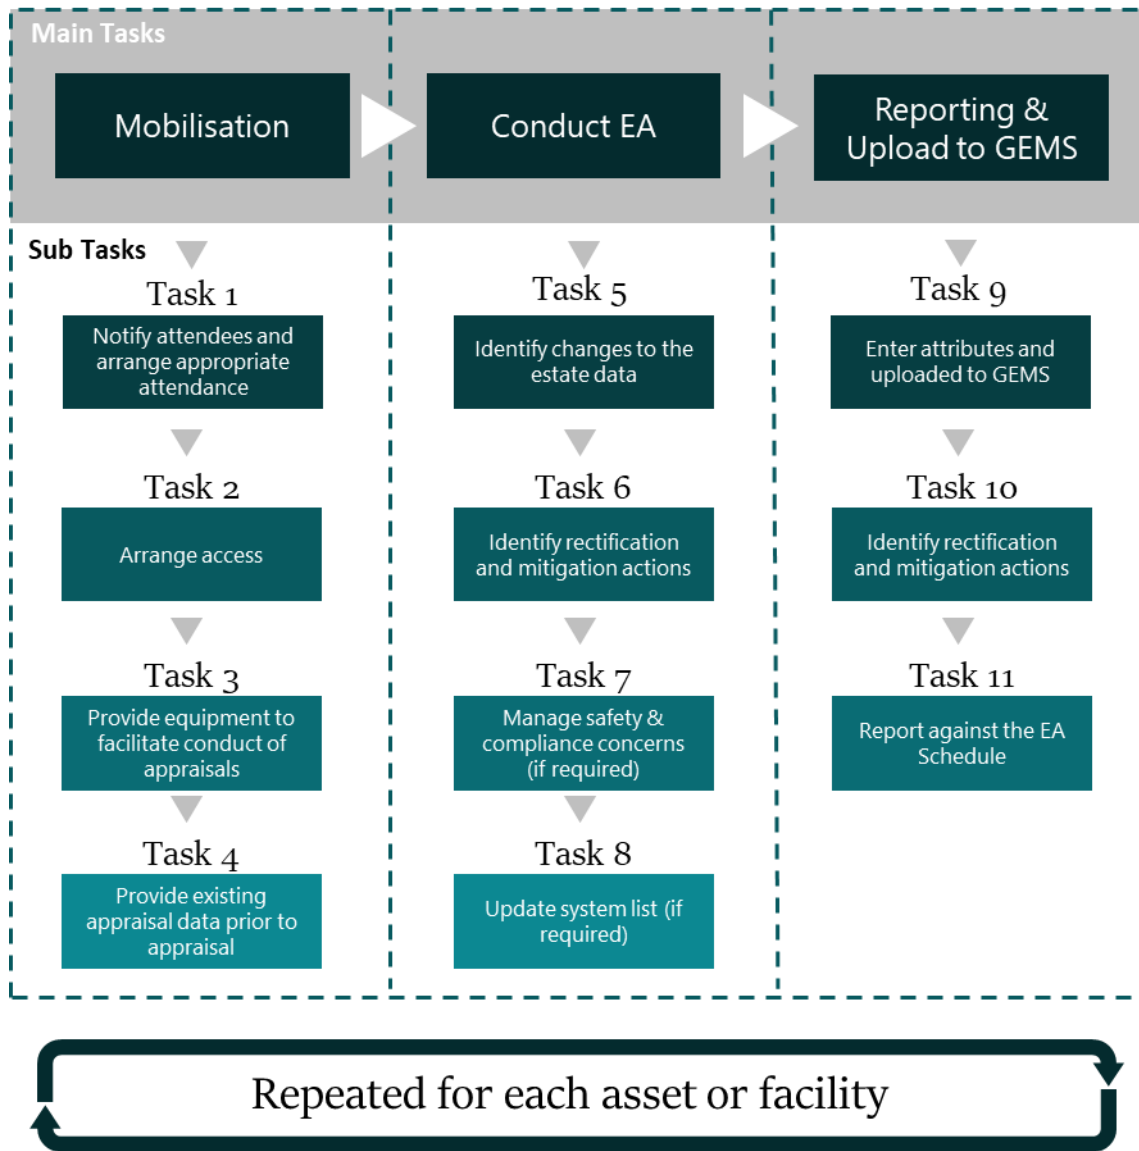 Main Tasks
Mobilisation
Conduct EA
Reporting &
Upload to GEMS
Sub Tasks
Task 1
Notify attendees and
arrange appropriate
attendance
Task 2
Arrange access
Task 3
Provide equipment to
facilitate conduct of
appraisals
Task 4
Provide existing
appraisal data prior to
appraisal
Task 5
Identify changes to the
estate data
Task 6
Identify rectification
and mitigation actions
Task 7
Manage safety &
compliance concerns
(if required)
Task 8
Update system list (if
required)
Task 9
Enter attributes and
uploaded to GEMS
Task 10
Identify rectification
and mitigation actions
Task 11
Report against the EA
Schedule
Repeated for each asset or facility